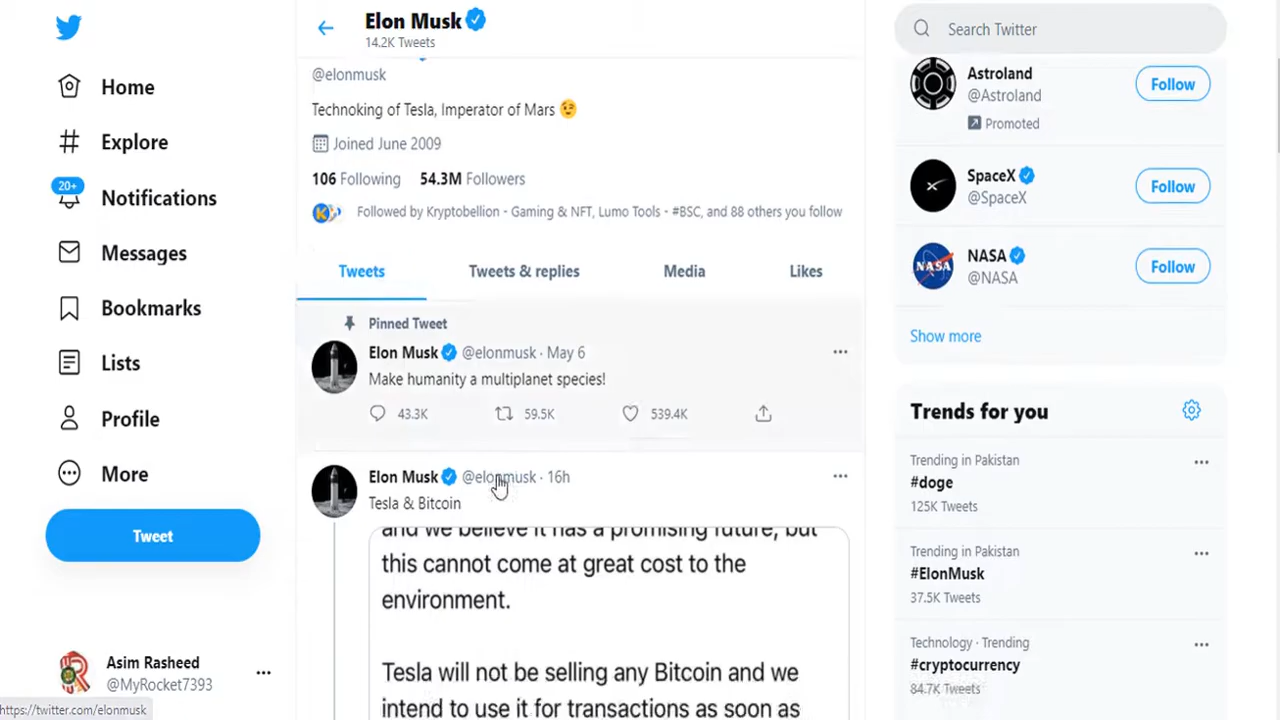 Home
Explore
20+
Notifications
Messages
Bookmarks
Lists
Profile
More
Tweet
Asim Rasheed
@MyRocket7393
https://twitter.com/elonmusk
Elon Musk
14.2K Tweets
@elonmusk
Technoking of Tesla, Imperator of Mars 😉
Joined June 2009
106 Following 54.3M Followers
Followed by Kryptobellion - Gaming & NFT, Lumo Tools - #BSC, and 88 others you follow
Tweets Tweets & replies Media Likes
Pinned Tweet
Elon Musk @elonmusk · May 6
Make humanity a multiplanet species!
43.3K 59.5K 539.4K
Elon Musk @elonmusk · 16h
Tesla & Bitcoin
and we believe it has a promising future, but
this cannot come at great cost to the
environment.
Tesla will not be selling any Bitcoin and we
intend to use it for transactions as soon as
Search Twitter
Astroland
@Astroland
Follow
Promoted
SpaceX
@SpaceX
Follow
NASA
NASA
@NASA
Follow
Show more
Trends for you
Trending in Pakistan
#doge
125K Tweets
Trending in Pakistan
#ElonMusk
37.5K Tweets
Technology · Trending
#cryptocurrency
84.7K Tweets